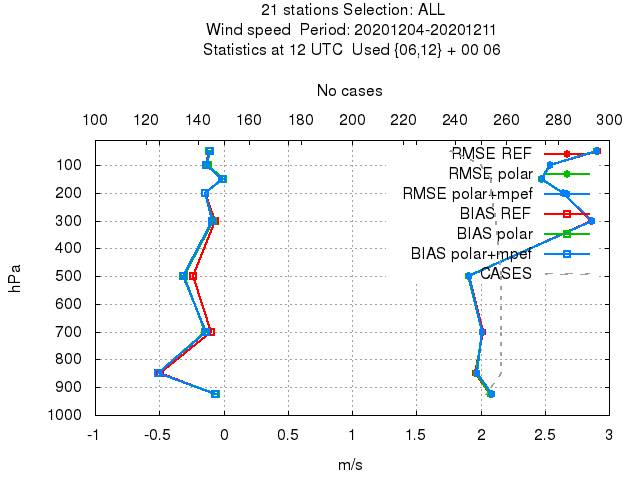 21 stations Selection: ALL
Wind speed  Period: 20201204-20201211
Statistics at 12 UTC  Used {06,12} + 00 06
No cases
100 120 140 160 180 200 220 240 260 280 300
RMSE REF
RMSE polar
RMSE polar+mpef
BIAS REF
BIAS polar
BIAS polar+mpef
CASES
100
200
300
400
500
600
700
800
900
1000
hPa
-1 -0.5 0 0.5 1 1.5 2 2.5 3
m/s